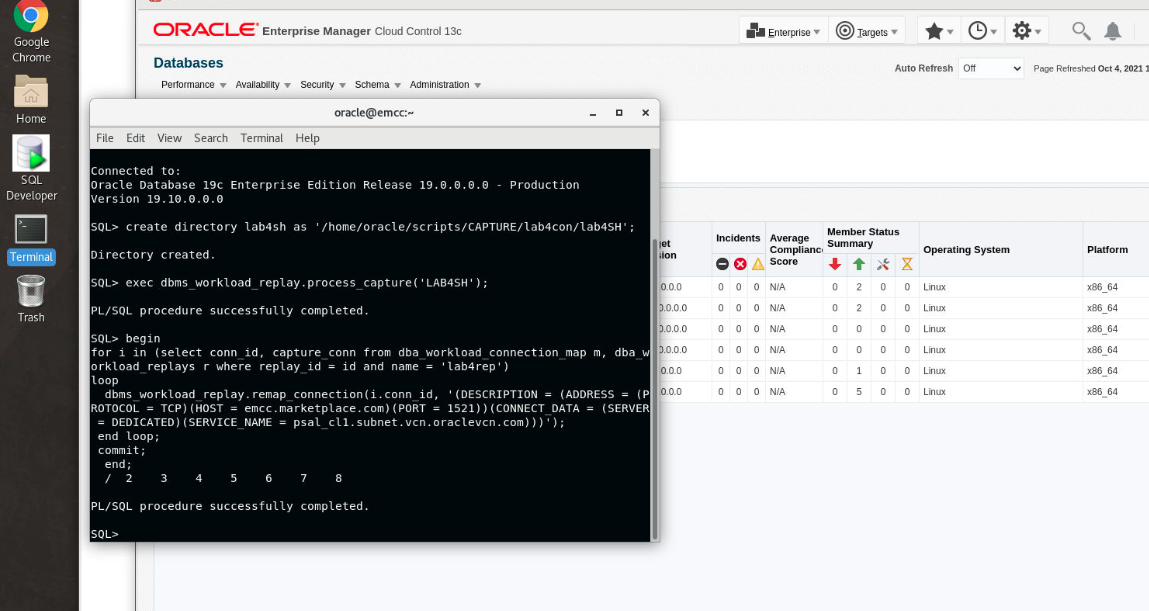 Google
Chrome
Home
SQL
Developer
Terminal
Trash
ORACLE Enterprise Manager Cloud Control 13c
Enterprise
Targets
Databases
Auto Refresh
Off
Page Refreshed Oct 4, 2021
Performance
Availability
Security
Schema
Administration
oracle@emcc:~
File Edit View Search Terminal Help
Connected to:
Oracle Database 19c Enterprise Edition Release 19.0.0.0.0 - Production
Version 19.10.0.0.0
SQL> create directory lab4sh as '/home/oracle/scripts/CAPTURE/lab4con/lab4SH';
Directory created.
SQL> exec dbms_workload_replay.process_capture('LAB4SH');
PL/SQL procedure successfully completed.
SQL> begin
for i in (select conn_id, capture_conn from dba_workload_connection_map m, dba_w
orkload_replays r where replay_id = id and name = 'lab4rep')
loop
dbms_workload_replay.remap_connection(i.conn_id, '(DESCRIPTION = (ADDRESS = (P
ROTOCOL = TCP)(HOST = emcc.marketplace.com)(PORT = 1521))(CONNECT_DATA = (SERVER
= DEDICATED)(SERVICE_NAME = psal_cl1.subnet.vcn.oraclevcn.com)))');
end loop;
commit;
end;
/ 2 3 4 5 6 7 8
PL/SQL procedure successfully completed.
SQL>
Incidents
Average
Compliance
Score
Member Status
Summary
Operating System
Platform
0.0.0 0 0 0 N/A 0 2 0 0 Linux x86_64
0.0.0.0 0 0 0 N/A 0 2 0 0 Linux x86_64
0.0.0 0 0 0 N/A 0 0 0 0 Linux x86_64
0.0.0.0 0 0 0 N/A 0 0 0 0 Linux x86_64
0.0.0 0 0 0 N/A 0 1 0 0 Linux x86_64
0.0.0 0 0 0 N/A 0 5 0 0 Linux x86_64